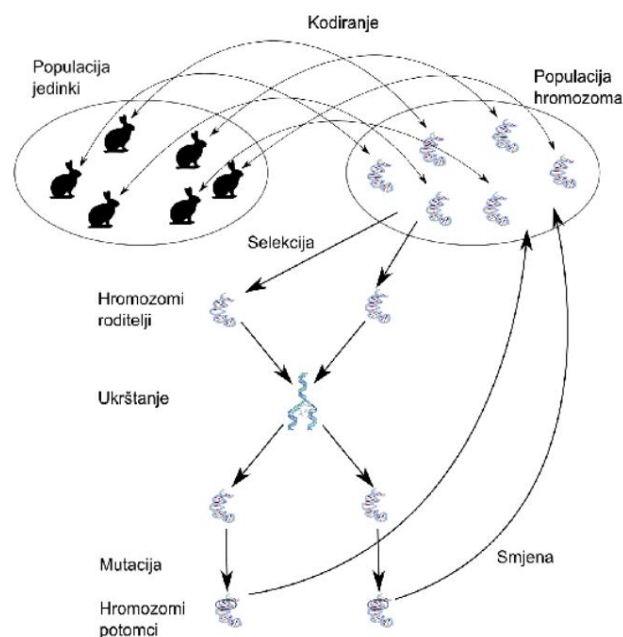 Kodiranje
Populacija
jedinki
Populacija
hromozoma
Selekcija
Hromozomi
roditelji
Ukrštanje
Mutacija
Smjena
Hromozomi
potomci